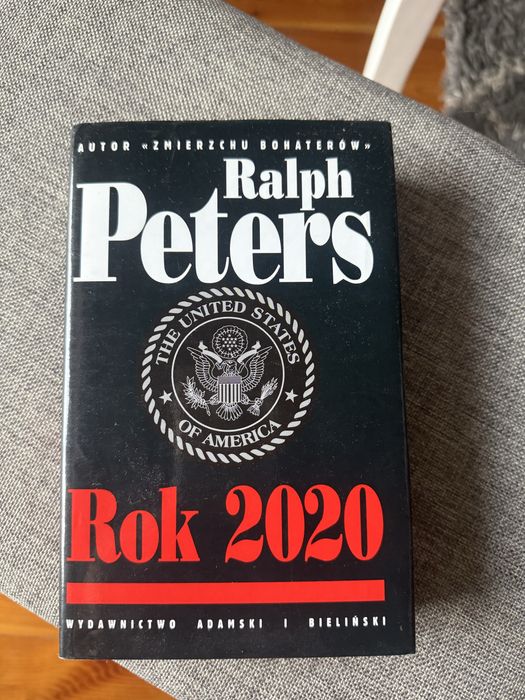 AUTOR «ZMIERZCHU BOHATERÓW»
Ralph
Peters
THE UNITED STATES
OF AMERICA
Rok 2020
WYDAWNICTWO ADAMSKI I BIELIŃSKI